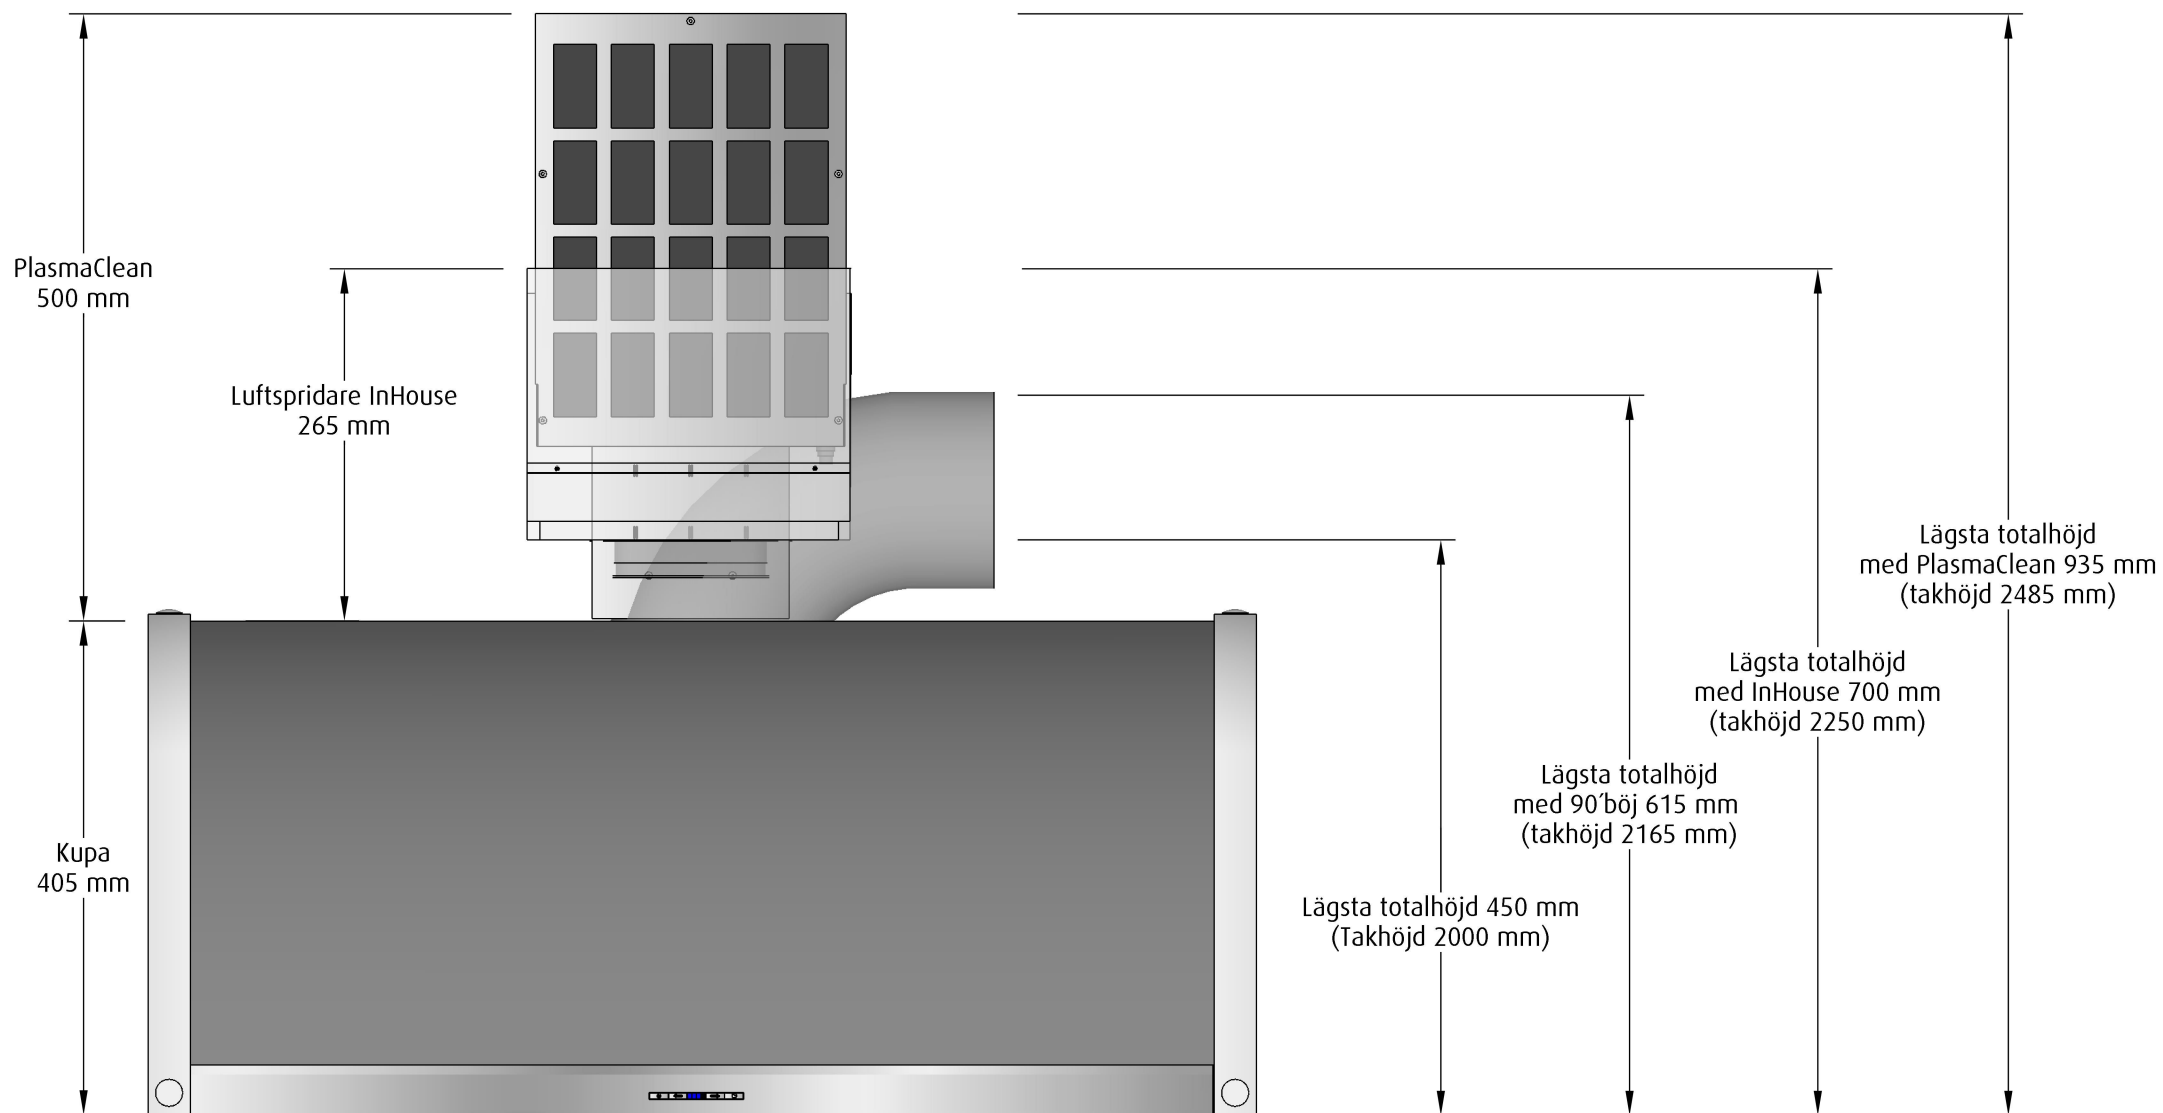 PlasmaClean
500 mm
Luftspridare InHouse
265 mm
Kupa
405 mm
Lägsta totalhöjd 450 mm
(Takhöjd 2000 mm)
Lägsta totalhöjd
med 90´böj 615 mm
(takhöjd 2165 mm)
Lägsta totalhöjd
med InHouse 700 mm
(takhöjd 2250 mm)
Lägsta totalhöjd
med PlasmaClean 935 mm
(takhöjd 2485 mm)